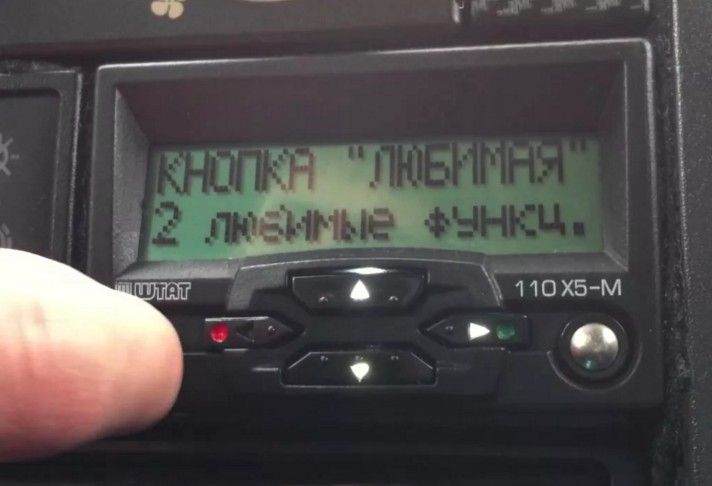 КНОПКА "ЛЮБИМАЯ"
2 любимые функц.
ШТАТ
110 X5-M